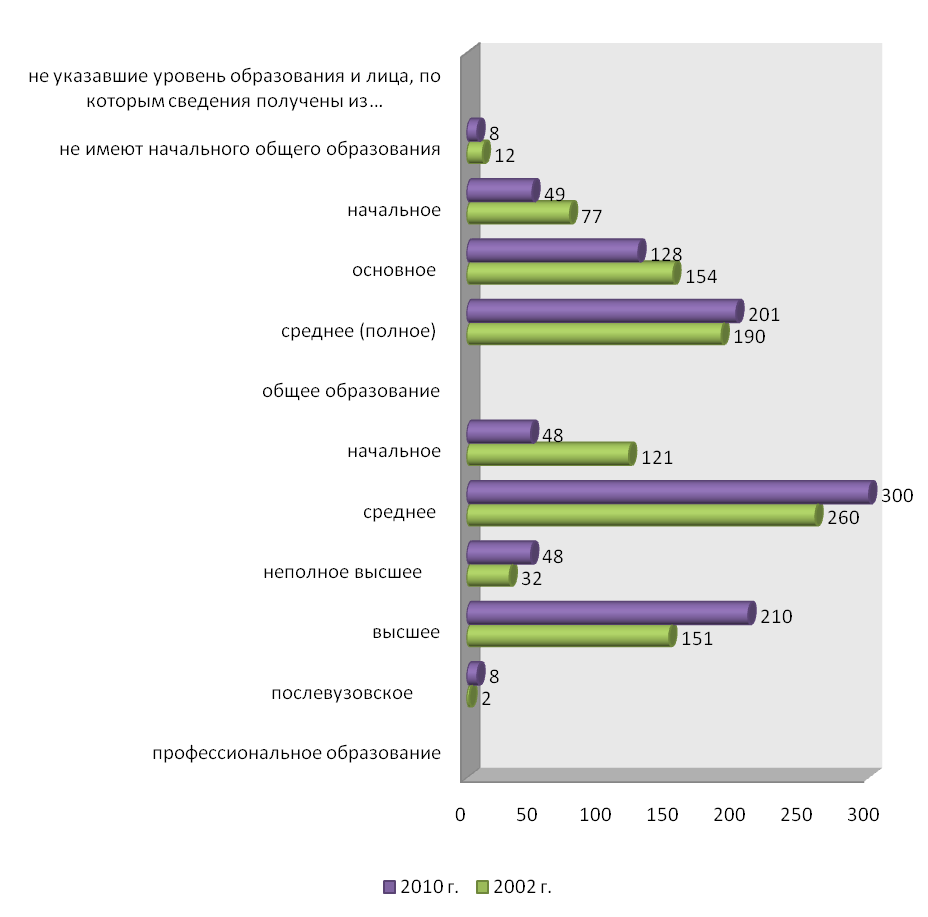 не указавшие уровень образования и лица, по
которым сведения получены из…
8
не имеют начального общего образования
12
49
начальное
77
128
основное
154
201
среднее (полное)
190
общее образование
48
начальное
121
300
среднее
260
48
неполное высшее
32
210
высшее
151
8
послевузовское
2
профессиональное образование
0 50 100 150 200 250 300
2010 г. 2002 г.